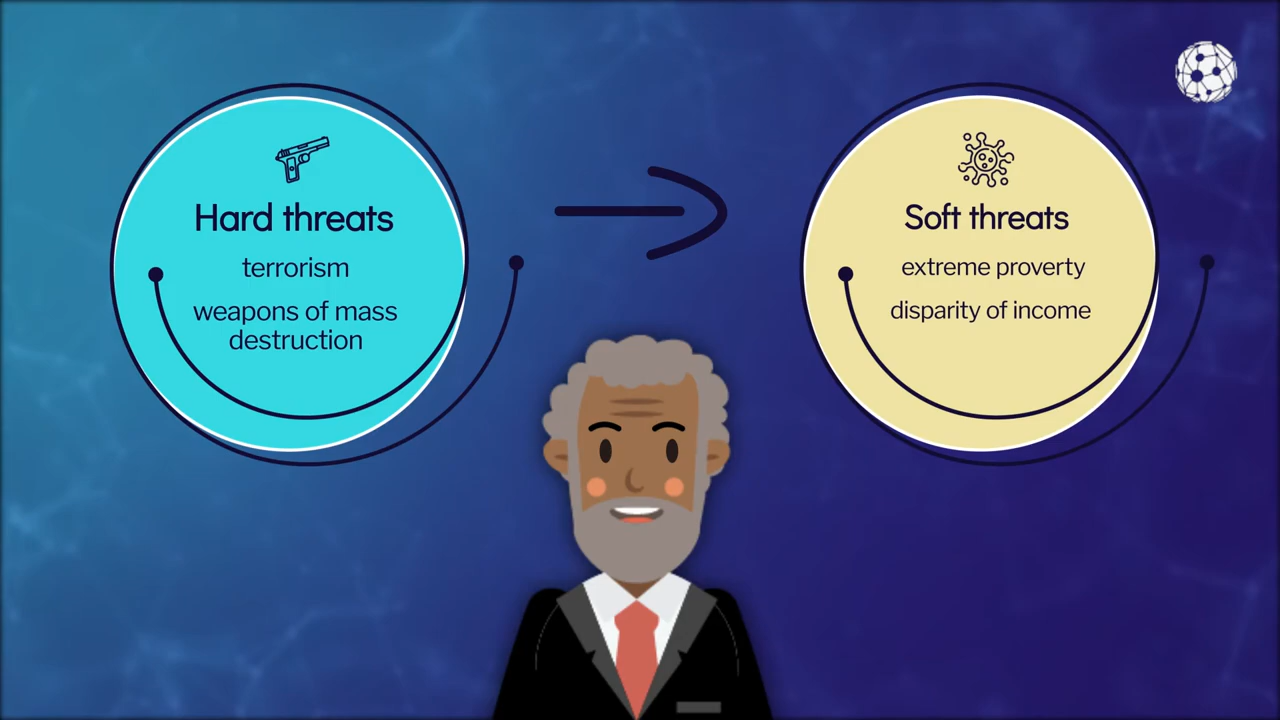 Hard threats
terrorism
weapons of mass
destruction
Soft threats
extreme proverty
disparity of income